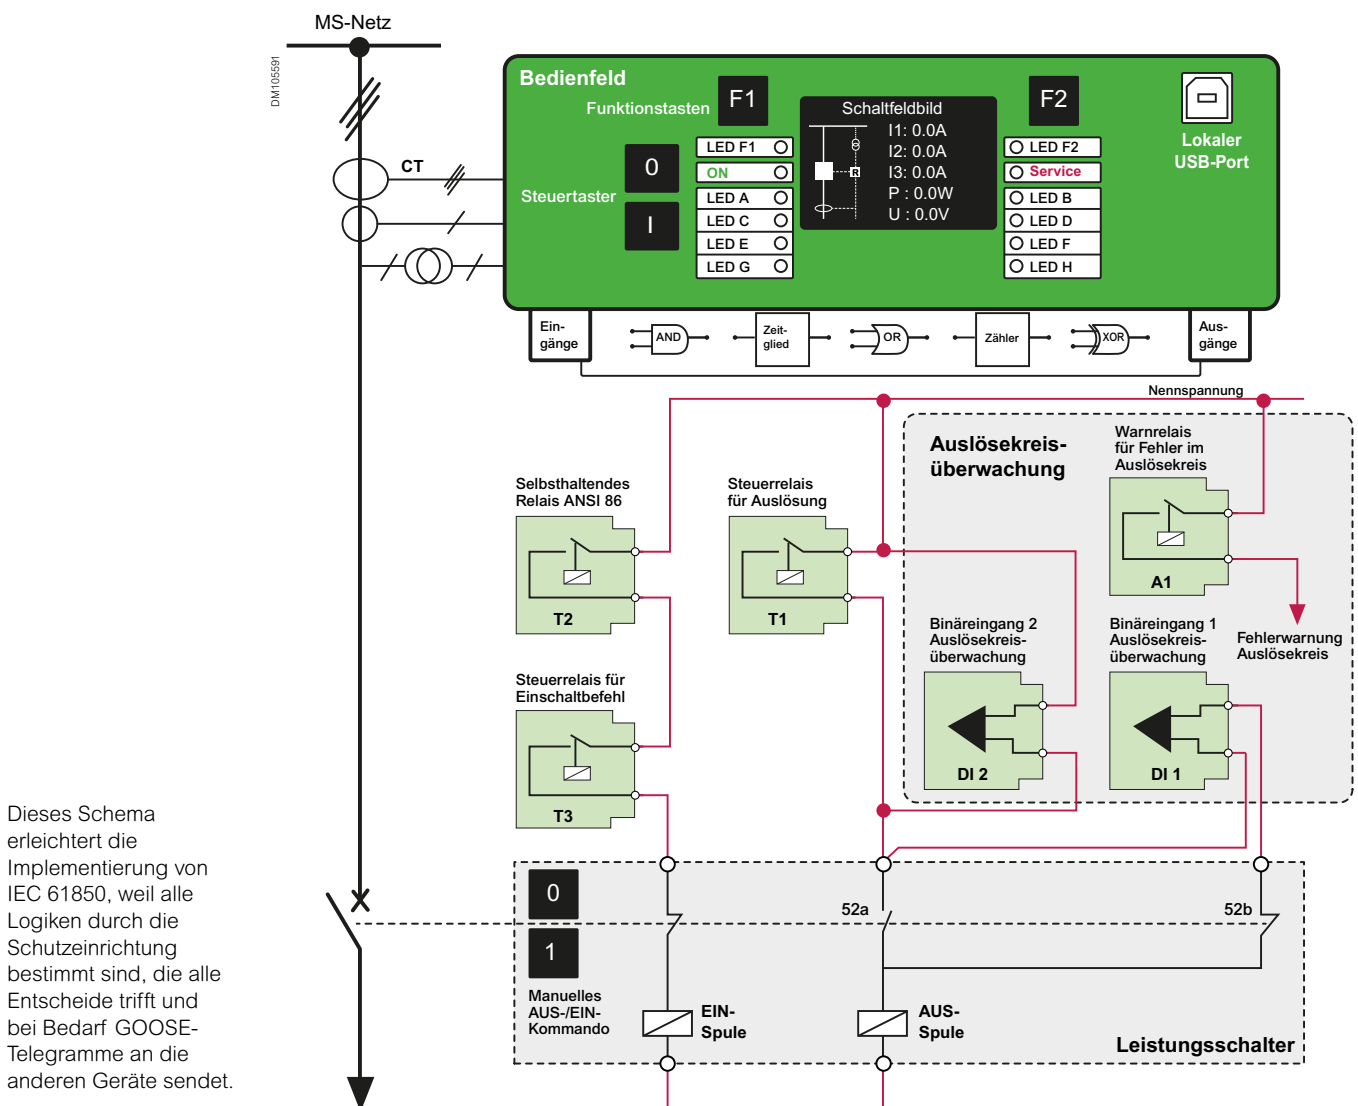 MS-Netz
DM105591
Bedienfeld
Funktionstasten
F1
Schaltfeldbild
F2
I1: 0.0A
I2: 0.0A
I3: 0.0A
P : 0.0W
U : 0.0V
R
Lokaler
USB-Port
LED F1
ON
LED A
LED C
LED E
LED G
LED F2
Service
LED B
LED D
LED F
LED H
0
Steuertaster
I
CT
Ein-
gänge
AND
Zeit-
glied
OR
Zähler
XOR
Aus-
gänge
Nennspannung
Auslösekreis-
überwachung
Warnrelais
für Fehler im
Auslösekreis
A1
Selbsthaltendes
Relais ANSI 86
T2
Steuerrelais
für Auslösung
T1
Binäreingang 2
Auslösekreis-
überwachung
DI 2
Binäreingang 1
Auslösekreis-
überwachung
DI 1
Fehlerwarnung
Auslösekreis
Steuerrelais für
Einschaltbefehl
T3
Dieses Schema
erleichtert die
Implementierung von
IEC 61850, weil alle
Logiken durch die
Schutzeinrichtung
bestimmt sind, die alle
Entscheide trifft und
bei Bedarf GOOSE-
Telegramme an die
anderen Geräte sendet.
0
1
Manuelles
AUS-/EIN-
Kommando
52a
52b
EIN-
Spule
AUS-
Spule
Leistungsschalter